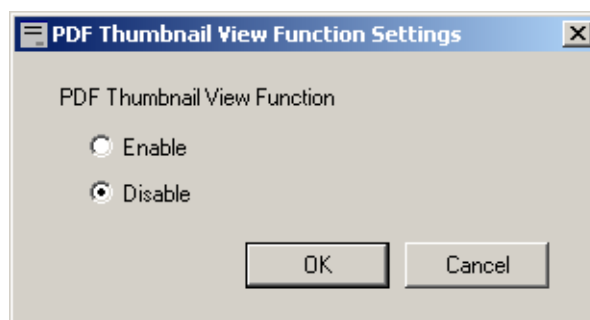 PDF Thumbnail View Function Settings
PDF Thumbnail View Function
Enable
Disable
OK Cancel